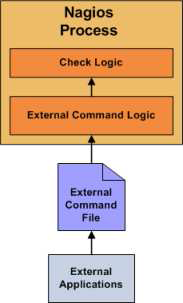 Nagios
Process
Check Logic
External Command Logic
External
Command
File
External
Applications